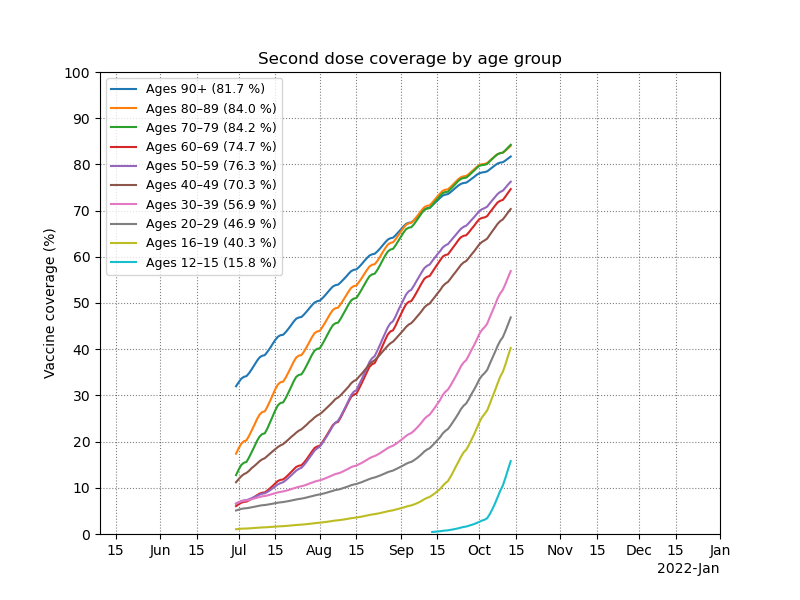 Second dose coverage by age group
Vaccine coverage (%)
100
90
80
70
60
50
40
30
20
10
0
Ages 90+ (81.7 %)
Ages 80–89 (84.0 %)
Ages 70–79 (84.2 %)
Ages 60–69 (74.7 %)
Ages 50–59 (76.3 %)
Ages 40–49 (70.3 %)
Ages 30–39 (56.9 %)
Ages 20–29 (46.9 %)
Ages 16–19 (40.3 %)
Ages 12–15 (15.8 %)
15 Jun 15 Jul 15 Aug 15 Sep 15 Oct 15 Nov 15 Dec 15 Jan
2022-Jan